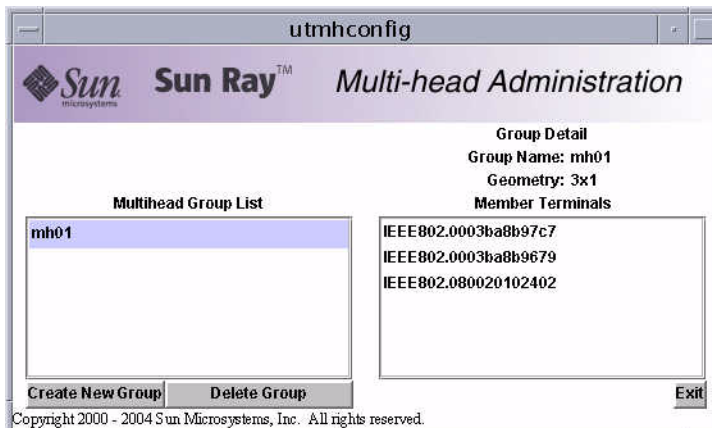 utmhconfig
Sun
microsystems
Sun Ray™
Multi-head Administration
Group Detail
Group Name: mh01
Geometry: 3x1
Multihead Group List
Member Terminals
mh01
IEEE802.0003ba8b97c7
IEEE802.0003ba8b9679
IEEE802.080020102402
Create New Group
Delete Group
Exit
Copyright 2000 - 2004 Sun Microsystems, Inc. All rights reserved.